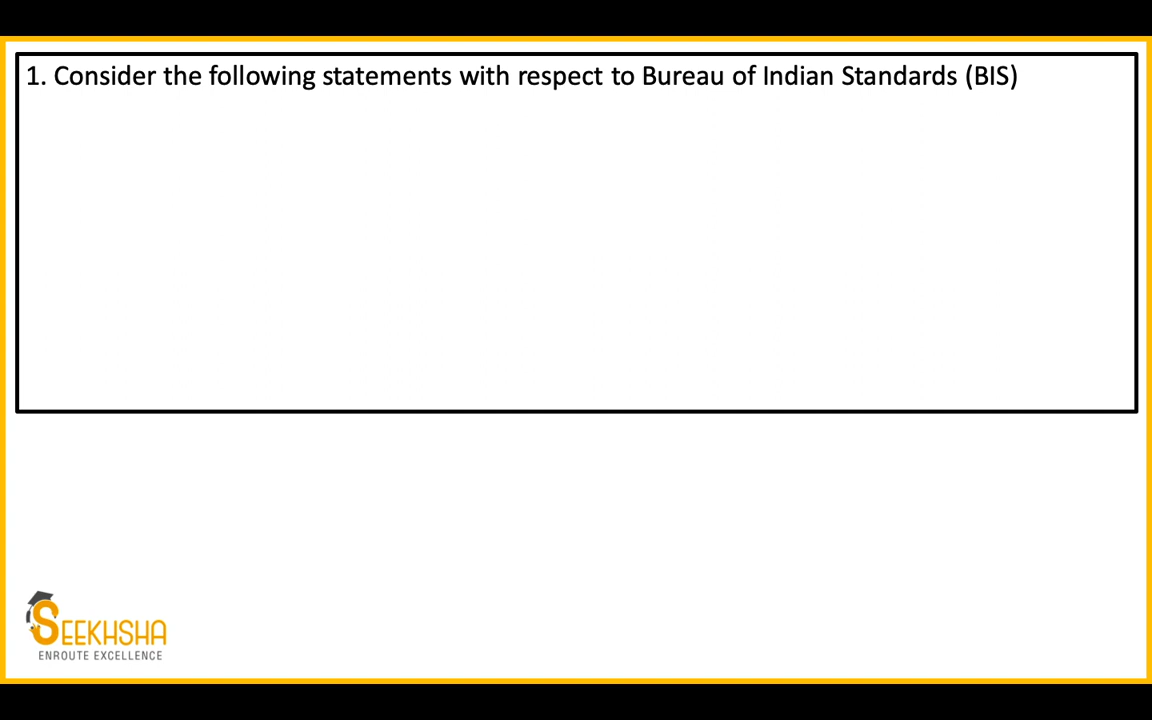 1. Consider the following statements with respect to Bureau of Indian Standards (BIS)
SEEKHSHA
ENROUTE EXCELLENCE